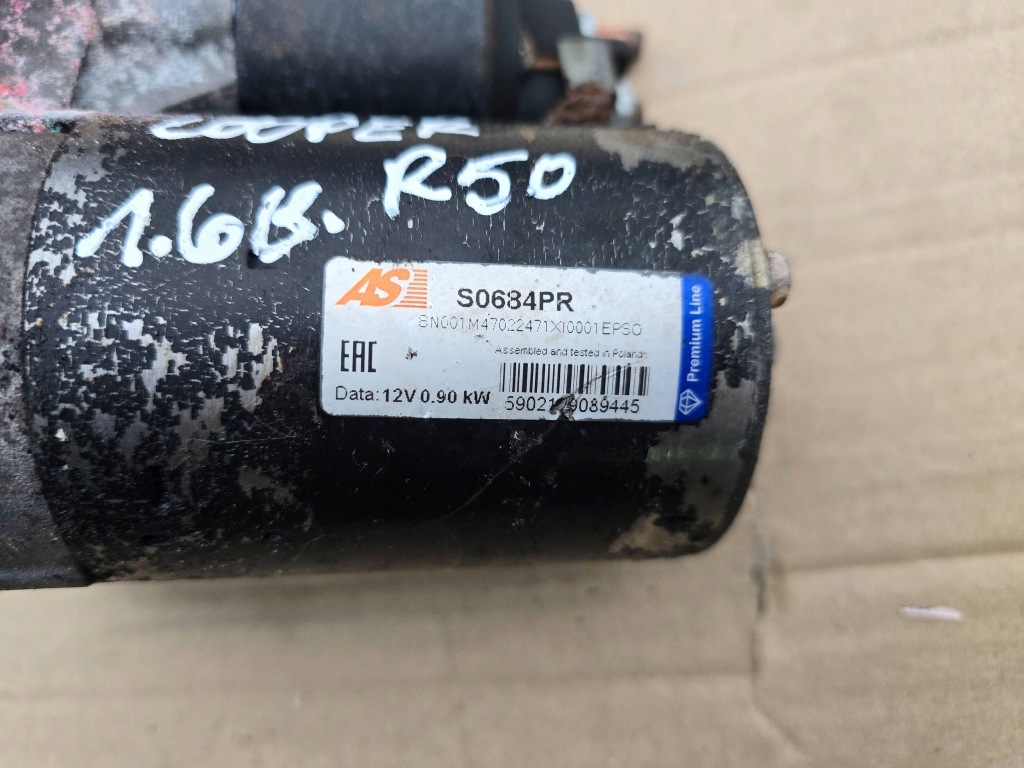 COOPER
1.6B. R50
AS S0684PR
SN001M47022471XI0001EPSO
EAC
Assembled and tested in Poland
Data: 12V 0.90 kW
Premium Line